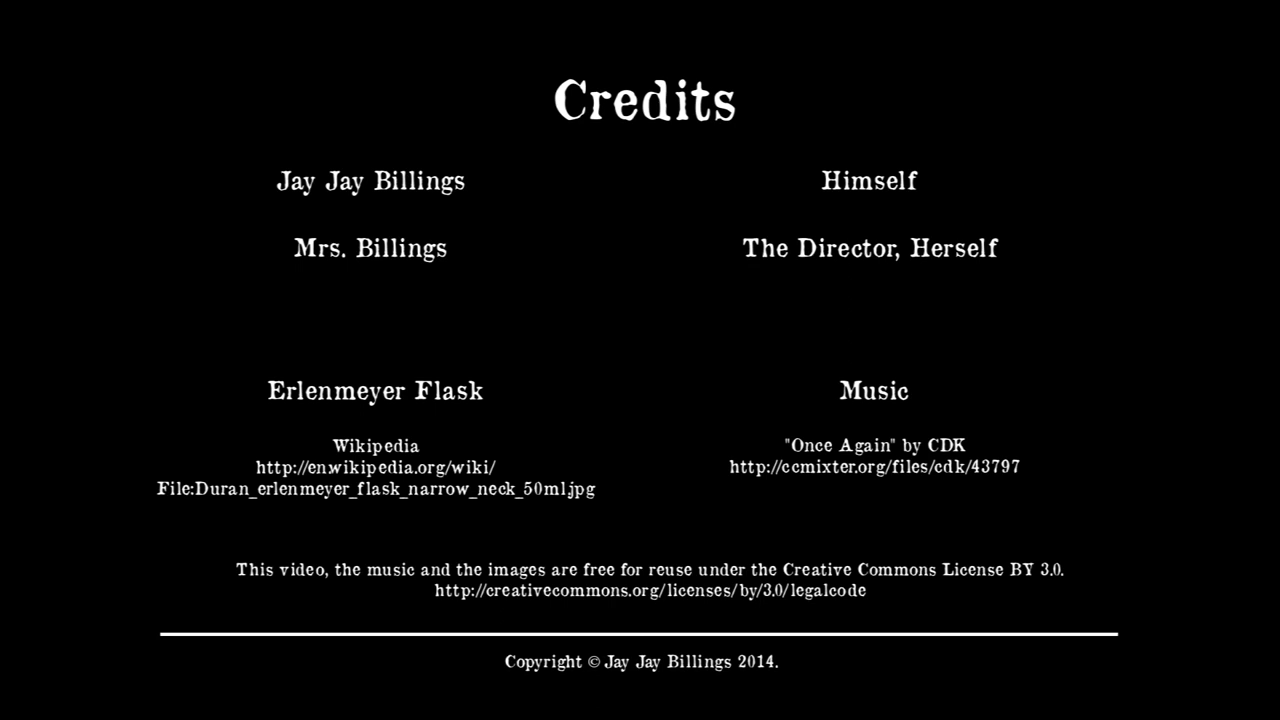 Credits
Jay Jay Billings
Himself
Mrs. Billings
The Director, Herself
Erlenmeyer Flask
Music
Wikipedia
http://en.wikipedia.org/wiki/
File:Duran_erlenmeyer_flask_narrow_neck_50ml.jpg
"Once Again" by CDK
http://ccmixter.org/files/cdk/43797
This video, the music and the images are free for reuse under the Creative Commons License BY 3.0.
http://creativecommons.org/licenses/by/3.0/legalcode
Copyright © Jay Jay Billings 2014.